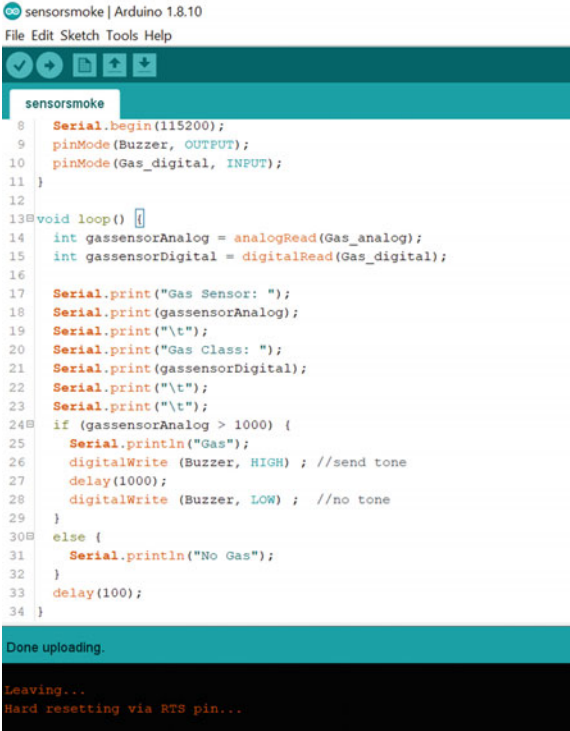 sensorsmoke | Arduino 1.8.10
File Edit Sketch Tools Help
sensorsmoke
8 Serial.begin(115200);
9 pinMode(Buzzer, OUTPUT);
10 pinMode(Gas_digital, INPUT);
11 }
12
13 void loop() {
14 int gassensorAnalog = analogRead(Gas_analog);
15 int gassensorDigital = digitalRead(Gas_digital);
16
17 Serial.print("Gas Sensor: ");
18 Serial.print(gassensorAnalog);
19 Serial.print("\t");
20 Serial.print("Gas Class: ");
21 Serial.print(gassensorDigital);
22 Serial.print("\t");
23 Serial.print("\t");
24 if (gassensorAnalog > 1000) {
25 Serial.println("Gas");
26 digitalWrite (Buzzer, HIGH) ; //send tone
27 delay(1000);
28 digitalWrite (Buzzer, LOW) ;  //no tone
29 }
30 else {
31 Serial.println("No Gas");
32 }
33 delay(100);
34 }
Done uploading.
Leaving...
Hard resetting via RTS pin...